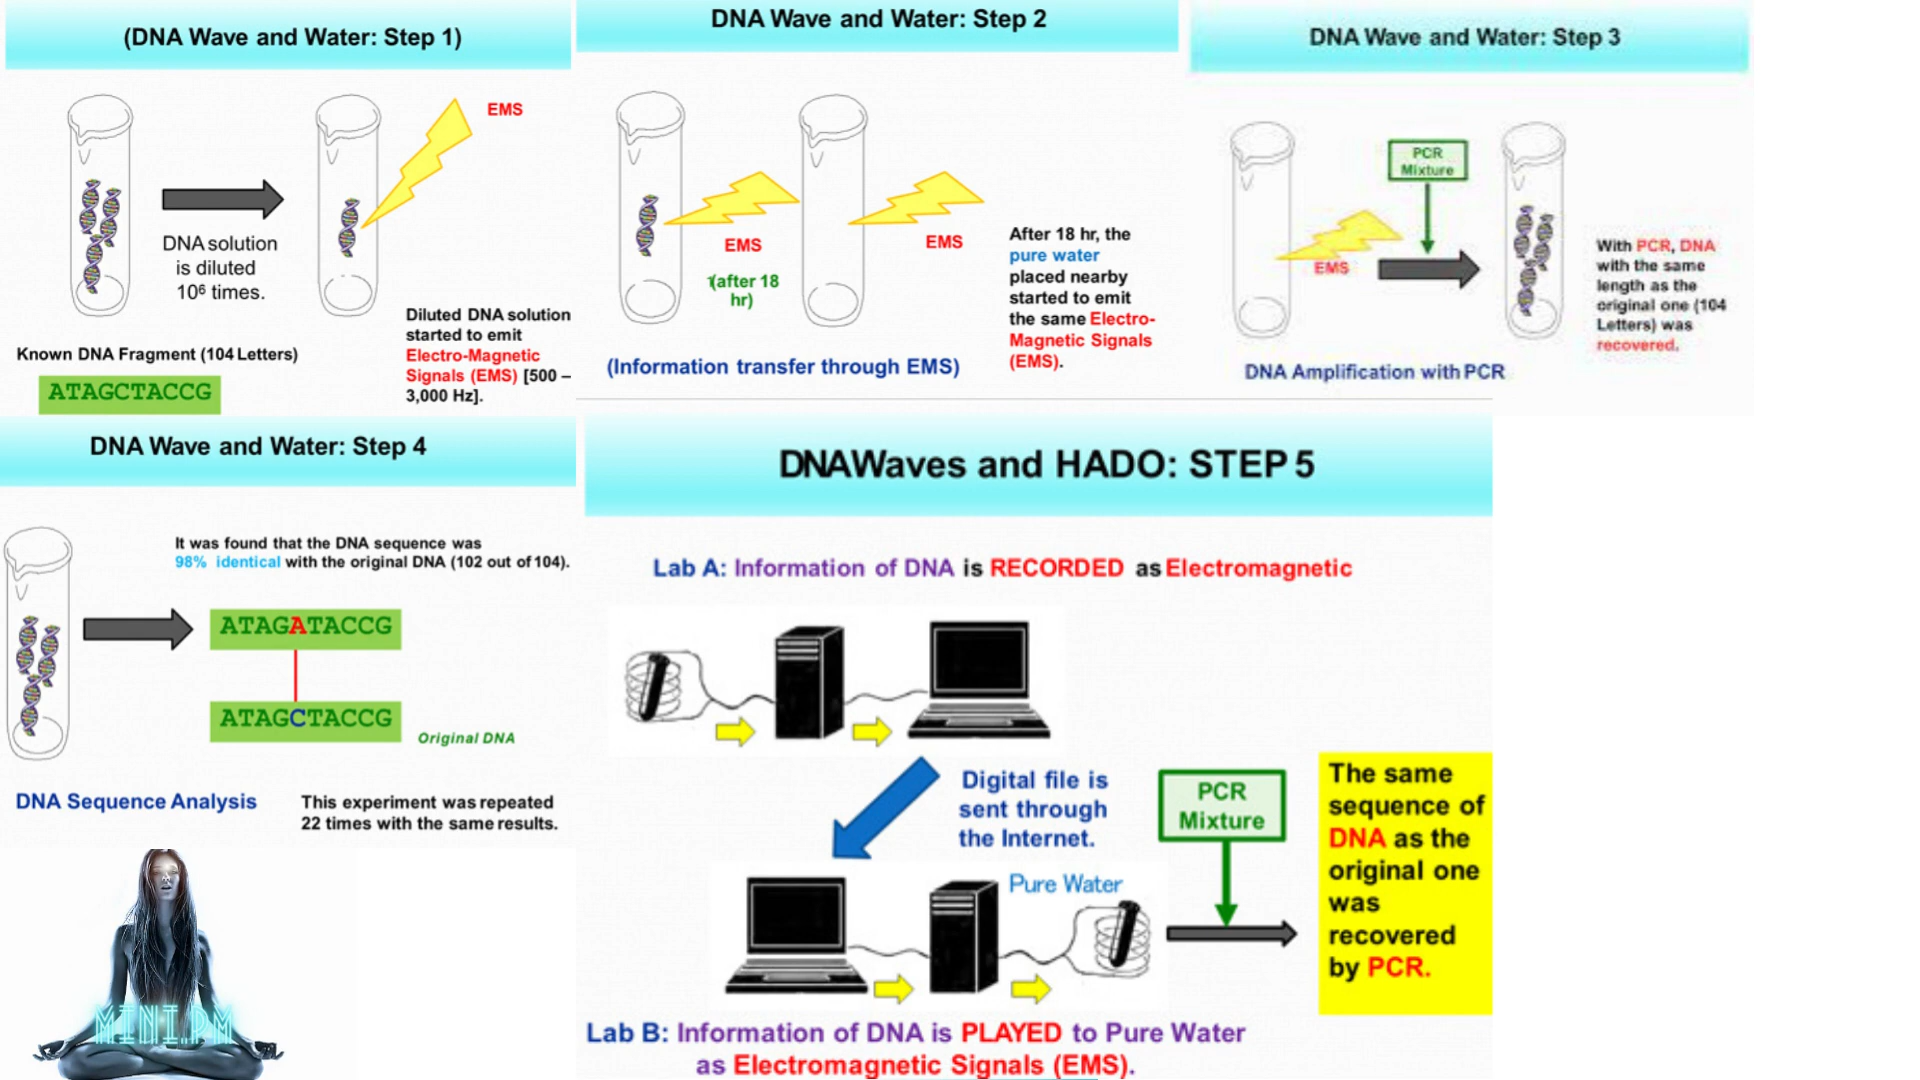 (DNA Wave and Water: Step 1)
EMS
DNA solution
is diluted
10⁶ times.
Diluted DNA solution
started to emit
Electro-Magnetic
Signals (EMS) [500 –
3,000 Hz].
Known DNA Fragment (104 Letters)
ATAGCTACCG
DNA Wave and Water: Step 2
EMS
(after 18
hr)
EMS
After 18 hr, the
pure water
placed nearby
started to emit
the same Electro-
Magnetic Signals
(EMS).
(Information transfer through EMS)
DNA Wave and Water: Step 3
PCR
Mixture
EMS
With PCR, DNA
with the same
length as the
original one (104
Letters) was
recovered.
DNA Amplification with PCR
DNA Wave and Water: Step 4
It was found that the DNA sequence was
98% identical with the original DNA (102 out of 104).
ATAGATACCG
ATAGCTACCG
Original DNA
DNA Sequence Analysis
This experiment was repeated
22 times with the same results.
MINI.PM
DNA Waves and HADO: STEP 5
Lab A: Information of DNA is RECORDED as Electromagnetic
Digital file is
sent through
the Internet.
PCR
Mixture
Pure Water
The same
sequence of
DNA as the
original one
was
recovered
by PCR.
Lab B: Information of DNA is PLAYED to Pure Water
as Electromagnetic Signals (EMS).